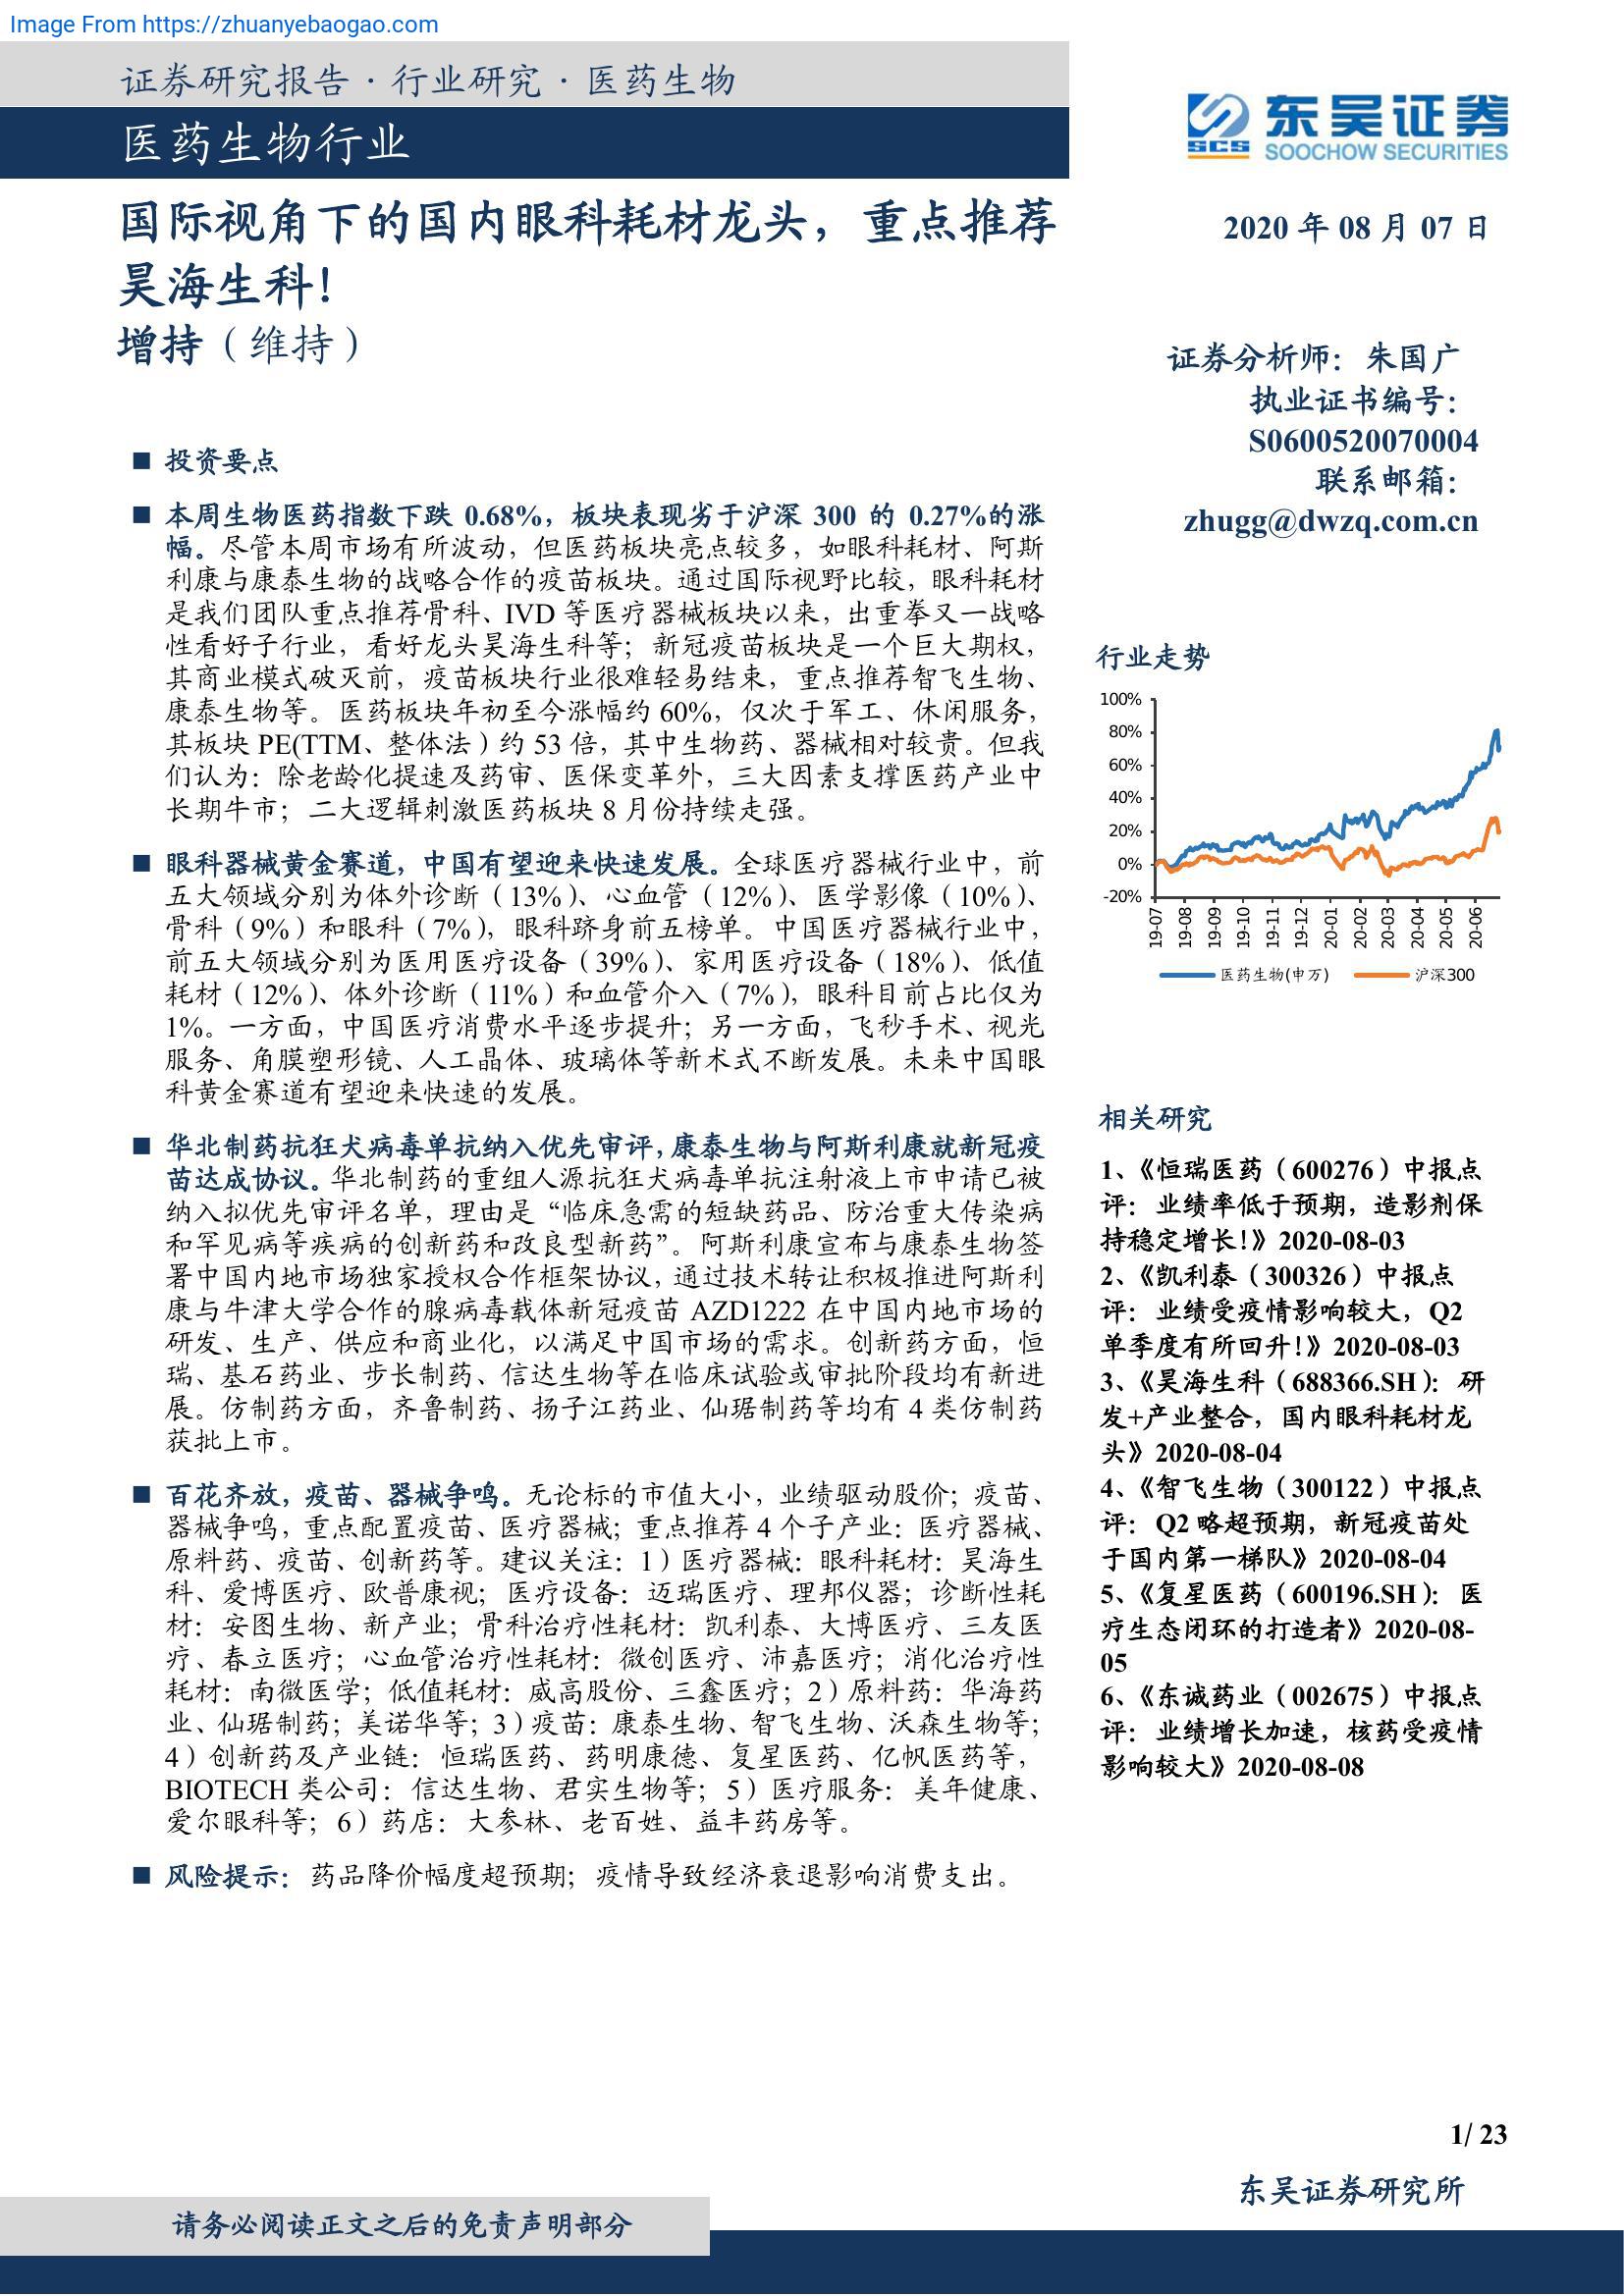 Image From https://zhuanyebaogao.com
证券研究报告·行业研究·医药生物
医药生物行业
东吴证券
SCS
SOOCHOW SECURITIES
国际视角下的国内眼科耗材龙头，重点推荐
昊海生科!
增持（维持）
2020 年 08 月 07 日
证券分析师： 朱国广
执业证书编号：
S0600520070004
联系邮箱：
zhugg@dwzq.com.cn
■ 投资要点
■ 本周生物医药指数下跌 0.68%，板块表现劣于沪深 300 的 0.27%的涨
幅。尽管本周市场有所波动，但医药板块亮点较多，如眼科耗材、阿斯
利康与康泰生物的战略合作的疫苗板块。通过国际视野比较，眼科耗材
是我们团队重点推荐骨科、IVD 等医疗器械板块以来，出重拳又一战略
性看好子行业，看好龙头昊海生科等；新冠疫苗板块是一个巨大期权，
其商业模式破灭前，疫苗板块行业很难轻易结束，重点推荐智飞生物、
康泰生物等。医药板块年初至今涨幅约 60%，仅次于军工、休闲服务，
其板块 PE(TTM、整体法）约 53 倍，其中生物药、器械相对较贵。但我
们认为：除老龄化提速及药审、医保变革外，三大因素支撑医药产业中
长期牛市；二大逻辑刺激医药板块 8 月份持续走强。
■ 眼科器械黄金赛道，中国有望迎来快速发展。全球医疗器械行业中，前
五大领域分别为体外诊断（13%）、心血管（12%）、医学影像（10%）、
骨科（9%）和眼科（7%），眼科跻身前五榜单。中国医疗器械行业中，
前五大领域分别为医用医疗设备（39%）、家用医疗设备（18%）、低值
耗材（12%）、体外诊断（11%）和血管介入（7%），眼科目前占比仅为
1%。一方面，中国医疗消费水平逐步提升；另一方面，飞秒手术、视光
服务、角膜塑形镜、人工晶体、玻璃体等新术式不断发展。未来中国眼
科黄金赛道有望迎来快速的发展。
■ 华北制药抗狂犬病毒单抗纳入优先审评，康泰生物与阿斯利康就新冠疫
苗达成协议。华北制药的重组人源抗狂犬病毒单抗注射液上市申请已被
纳入拟优先审评名单，理由是“临床急需的短缺药品、防治重大传染病
和罕见病等疾病的创新药和改良型新药”。阿斯利康宣布与康泰生物签
署中国内地市场独家授权合作框架协议，通过技术转让积极推进阿斯利
康与牛津大学合作的腺病毒载体新冠疫苗 AZD1222 在中国内地市场的
研发、生产、供应和商业化，以满足中国市场的需求。创新药方面，恒
瑞、基石药业、步长制药、信达生物等在临床试验或审批阶段均有新进
展。仿制药方面，齐鲁制药、扬子江药业、仙琚制药等均有 4 类仿制药
获批上市。
■ 百花齐放，疫苗、器械争鸣。无论标的市值大小，业绩驱动股价；疫苗、
器械争鸣，重点配置疫苗、医疗器械；重点推荐 4 个子产业：医疗器械、
原料药、疫苗、创新药等。建议关注：1）医疗器械：眼科耗材：昊海生
科、爱博医疗、欧普康视；医疗设备：迈瑞医疗、理邦仪器；诊断性耗
材：安图生物、新产业；骨科治疗性耗材：凯利泰、大博医疗、三友医
疗、春立医疗；心血管治疗性耗材：微创医疗、沛嘉医疗；消化治疗性
耗材：南微医学；低值耗材：威高股份、三鑫医疗；2）原料药：华海药
业、仙琚制药；美诺华等；3）疫苗：康泰生物、智飞生物、沃森生物等；
4）创新药及产业链：恒瑞医药、药明康德、复星医药、亿帆医药等，
BIOTECH 类公司：信达生物、君实生物等；5）医疗服务：美年健康、
爱尔眼科等；6）药店：大参林、老百姓、益丰药房等。
■ 风险提示：药品降价幅度超预期；疫情导致经济衰退影响消费支出。
行业走势
100%
80%
60%
40%
20%
0%
-20%
19-07
19-08
19-09
19-10
19-11
19-12
20-01
20-02
20-03
20-04
20-05
20-06
医药生物(申万)
沪深300
相关研究
1、《恒瑞医药（600276）中报点
评：业绩率低于预期，造影剂保
持稳定增长!》2020-08-03
2、《凯利泰（300326）中报点
评：业绩受疫情影响较大，Q2
单季度有所回升!》2020-08-03
3、《昊海生科（688366.SH）：研
发+产业整合，国内眼科耗材龙
头》2020-08-04
4、《智飞生物（300122）中报点
评：Q2 略超预期，新冠疫苗处
于国内第一梯队》2020-08-04
5、《复星医药（600196.SH）：医
疗生态闭环的打造者》2020-08-
05
6、《东诚药业（002675）中报点
评：业绩增长加速，核药受疫情
影响较大》2020-08-08
1/ 23
东吴证券研究所
请务必阅读正文之后的免责声明部分